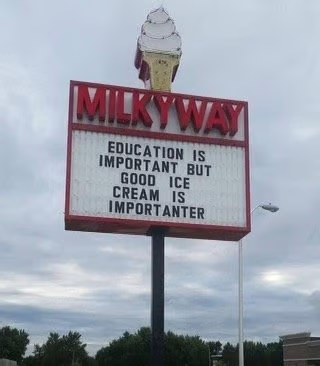 MILKYWAY
EDUCATION IS
IMPORTANT BUT
GOOD ICE
CREAM IS
IMPORTANTER